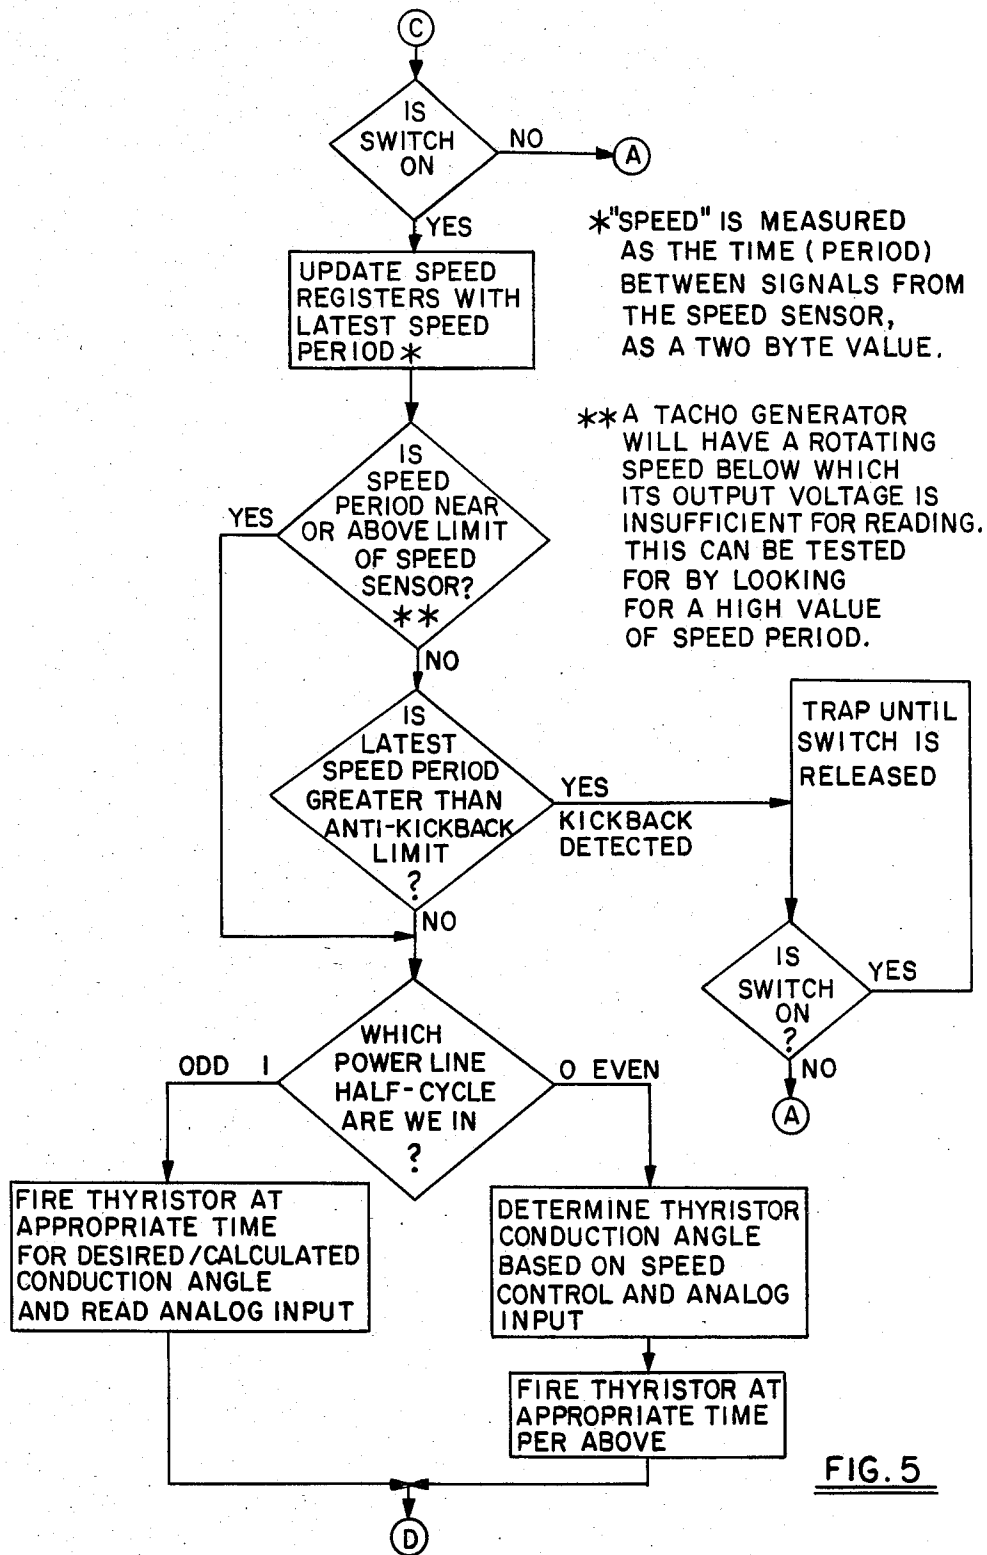 C
IS
SWITCH
ON
NO
A
YES
UPDATE SPEED
REGISTERS WITH
LATEST SPEED
PERIOD *
*"SPEED" IS MEASURED
AS THE TIME (PERIOD)
BETWEEN SIGNALS FROM
THE SPEED SENSOR,
AS A TWO BYTE VALUE.
IS
SPEED
PERIOD NEAR
OR ABOVE LIMIT
OF SPEED
SENSOR?
**
YES
NO
** A TACHO GENERATOR
WILL HAVE A ROTATING
SPEED BELOW WHICH
ITS OUTPUT VOLTAGE IS
INSUFFICIENT FOR READING.
THIS CAN BE TESTED
FOR BY LOOKING
FOR A HIGH VALUE
OF SPEED PERIOD.
IS
LATEST
SPEED PERIOD
GREATER THAN
ANTI-KICKBACK
LIMIT
?
YES
KICKBACK
DETECTED
NO
TRAP UNTIL
SWITCH IS
RELEASED
IS
SWITCH
ON
?
YES
NO
A
WHICH
POWER LINE
HALF-CYCLE
ARE WE IN
?
ODD 1
0 EVEN
FIRE THYRISTOR AT
APPROPRIATE TIME
FOR DESIRED/CALCULATED
CONDUCTION ANGLE
AND READ ANALOG INPUT
DETERMINE THYRISTOR
CONDUCTION ANGLE
BASED ON SPEED
CONTROL AND ANALOG
INPUT
FIRE THYRISTOR AT
APPROPRIATE TIME
PER ABOVE
D
FIG. 5